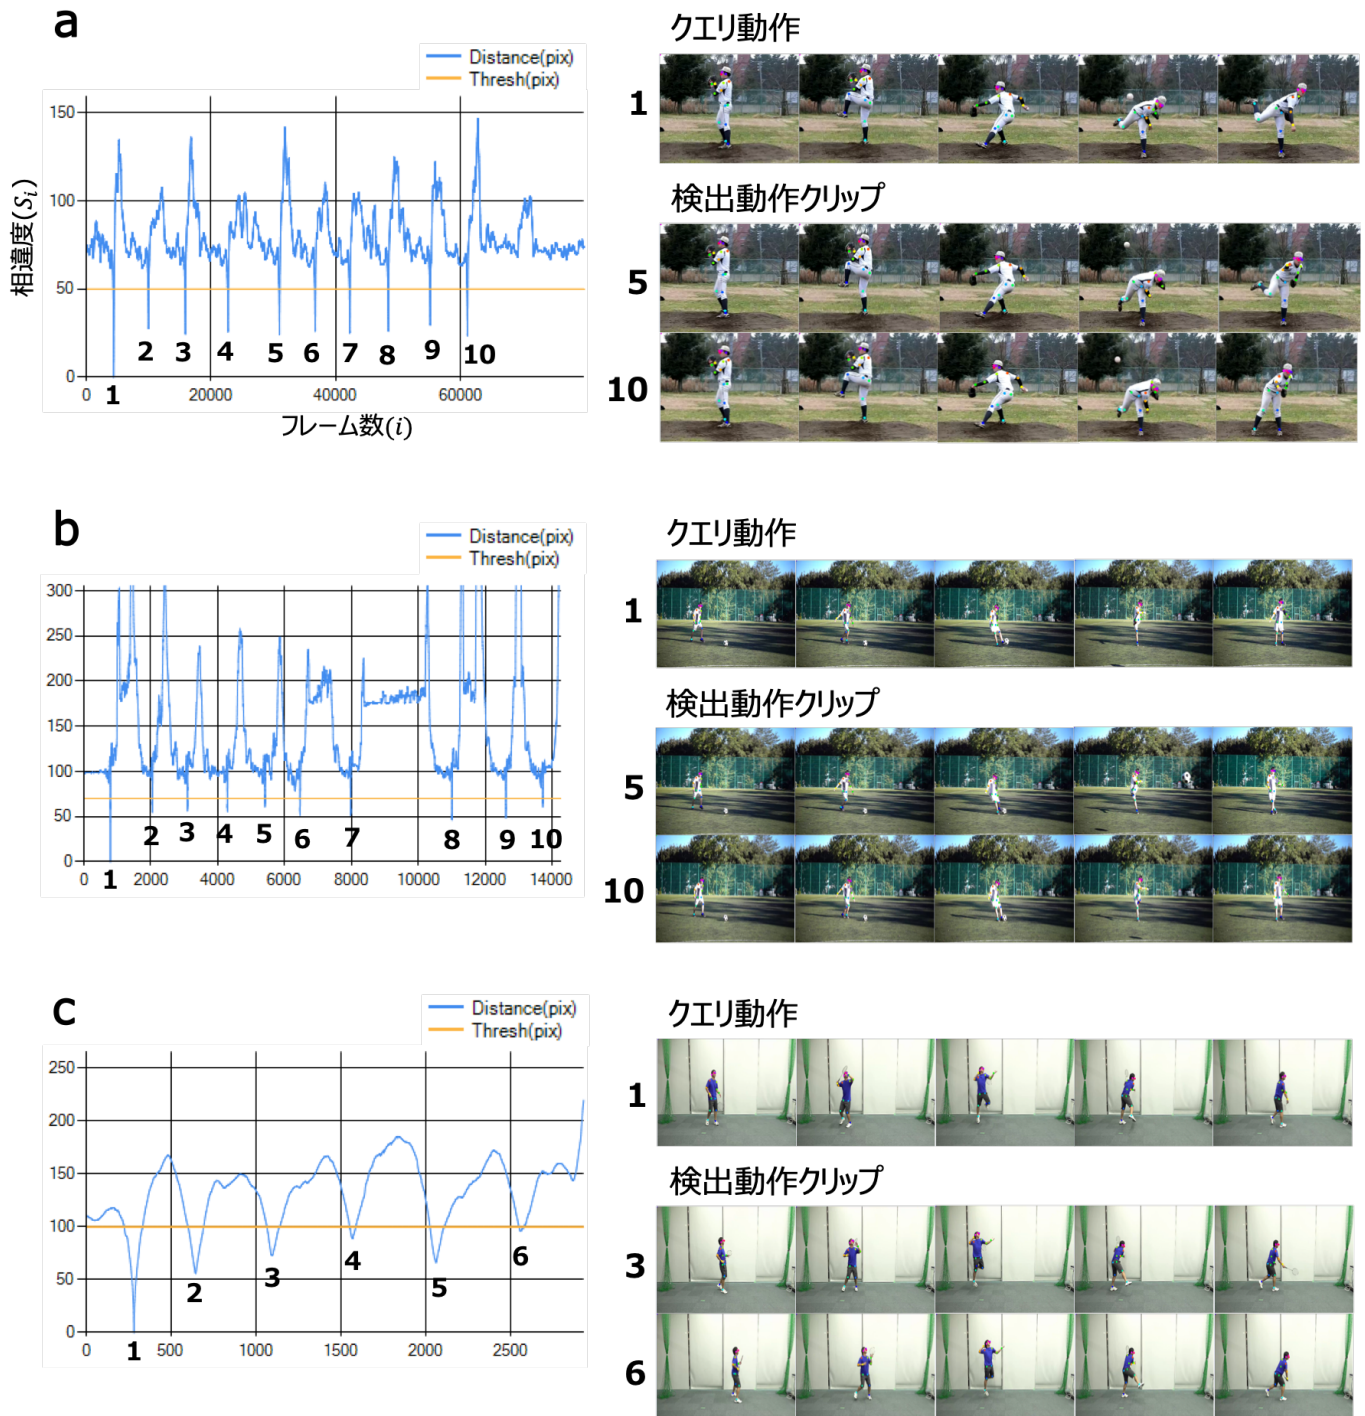 a
クエリ動作
Distance(pix)
Thresh(pix)
相違度(Sᵢ)
150
100
50
0
0 20000 40000 60000
フレーム数(i)
1 2 3 4 5 6 7 8 9 10
1
検出動作クリップ
5
10
b
クエリ動作
Distance(pix)
Thresh(pix)
300
250
200
150
100
50
0
0 2000 4000 6000 8000 10000 12000 14000
1 2 3 4 5 6 7 8 9 10
1
検出動作クリップ
5
10
c
クエリ動作
Distance(pix)
Thresh(pix)
250
200
150
100
50
0
0 500 1000 1500 2000 2500
1 2 3 4 5 6
1
検出動作クリップ
3
6